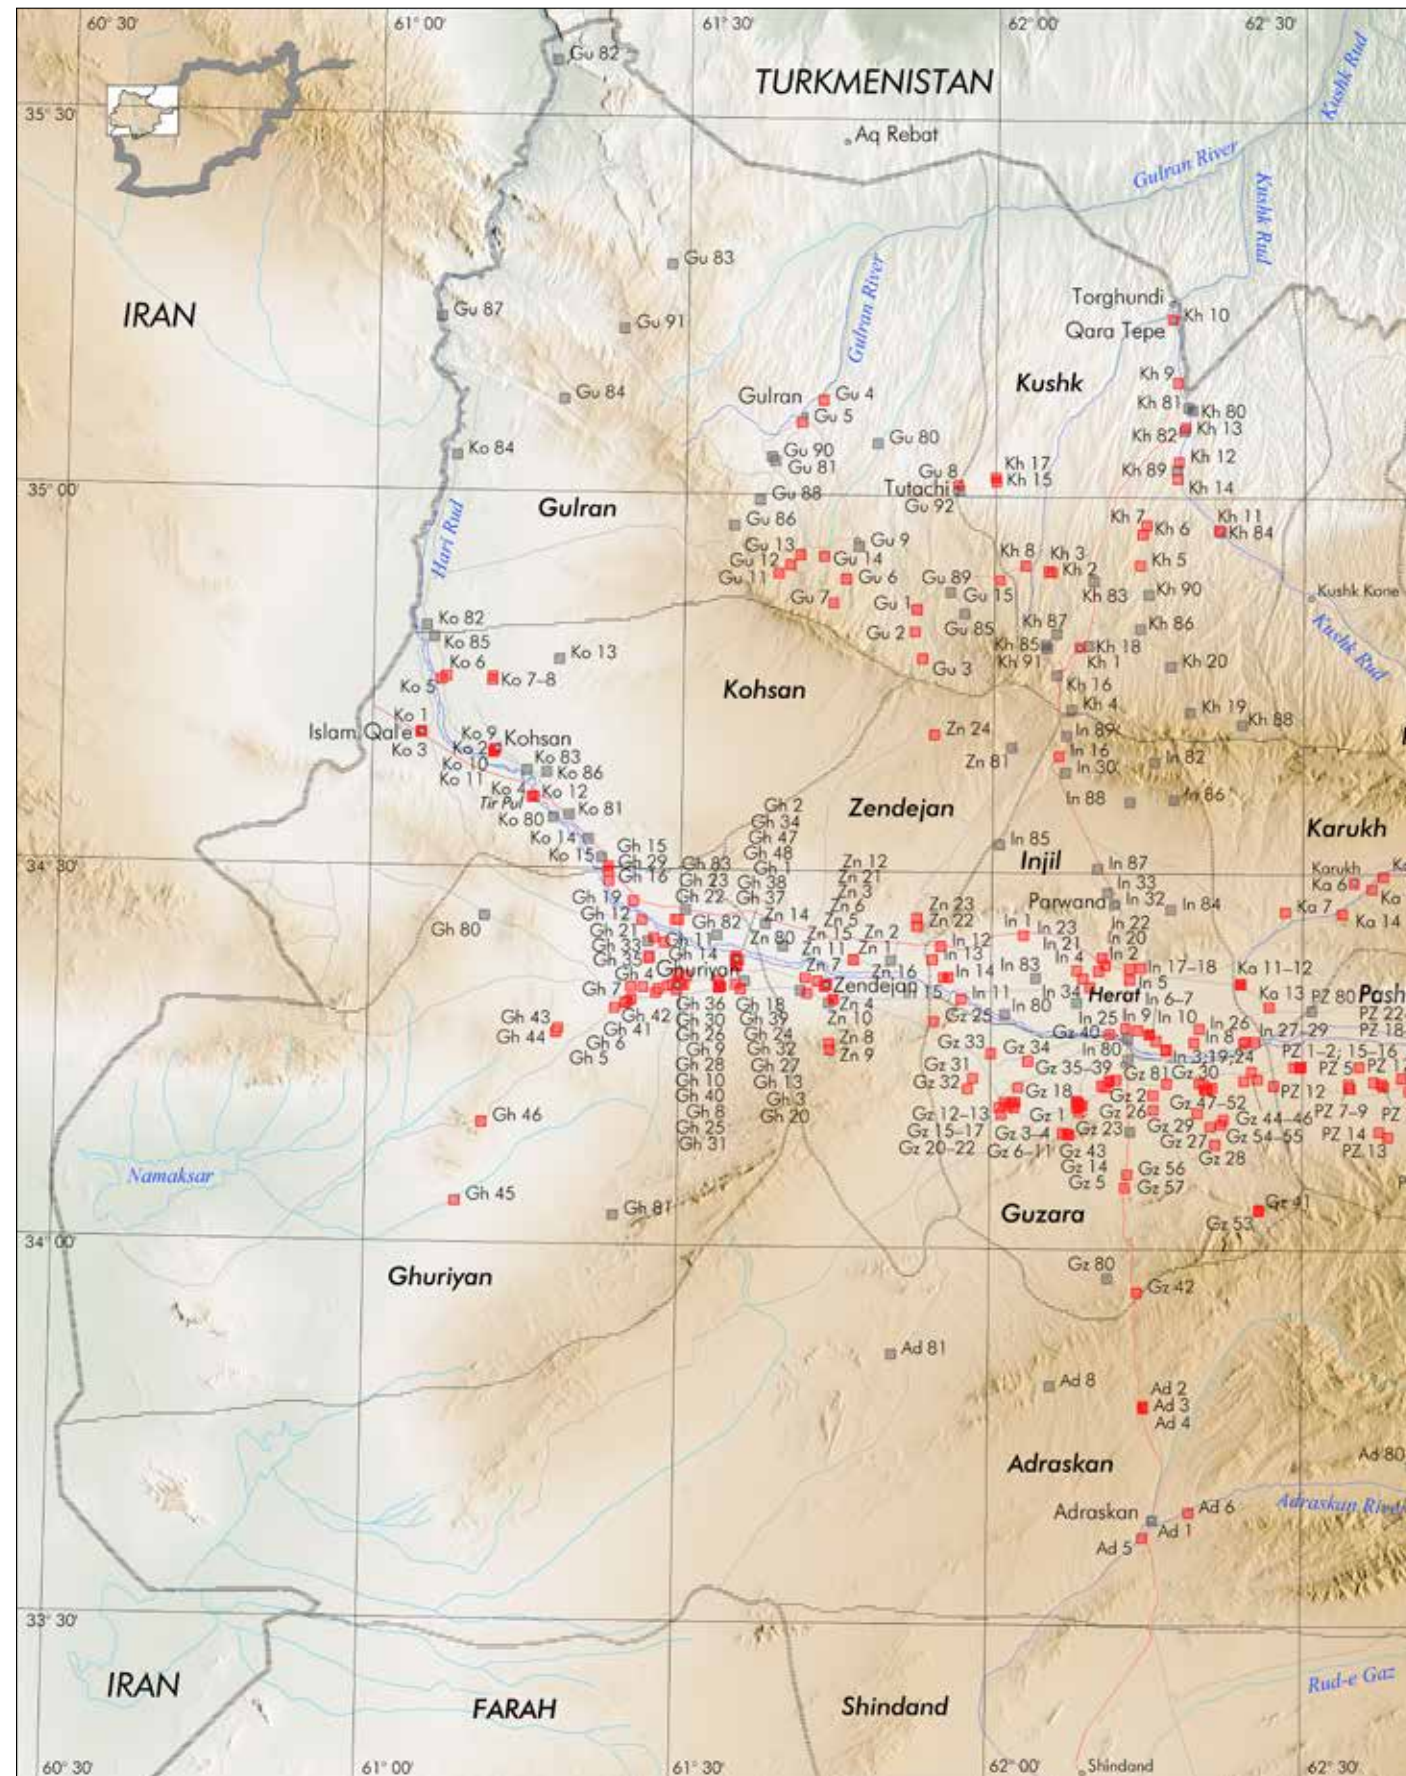 60° 30'
61° 00'
61° 30'
62° 00'
62° 30'
Gu 82
TURKMENISTAN
Kushk Rud
35° 30'
Aq Rebat
Gulran River
Kushk Rud
Gu 83
Gulran River
IRAN
Gu 87
Gu 91
Torghundi
Kh 10
Qara Tepe
Kushk
Kh 9
Gu 84
Gulran
Gu 4
Gu 5
Kh 81
Kh 80
Kh 13
Kh 82
Ko 84
Gu 90
Gu 81
Gu 80
Kh 12
Kh 89
Kh 14
Gu 8
Kh 17
Kh 15
Tutachi
Gu 92
35° 00'
Hari Rud
Gulran
Gu 88
Gu 86
Kh 7
Kh 6
Kh 11
Kh 84
Gu 13
Gu 9
Gu 12
Gu 14
Gu 11
Gu 6
Gu 89
Kh 8
Kh 3
Kh 2
Kh 5
Gu 7
Gu 1
Gu 15
Kh 83
Kh 90
Kushk Kone
Kushk Rud
Ko 82
Ko 85
Gu 2
Gu 85
Kh 87
Kh 86
Ko 6
Ko 13
Kh 85
Kh 18
Kh 91
Kh 1
Ko 5
Ko 7-8
Gu 3
Kh 20
Kohsan
Kh 16
Kh 4
Kh 19
Kh 88
Ko 1
Islam Qal'e
Ko 3
Ko 9
Ko 2
Kohsan
Ko 10
Ko 83
Ko 11
Ko 86
Zn 24
Zn 81
In 89
In 16
In 30
In 82
Ko 4
Ko 12
Tir Pul
Ko 80
Ko 81
In 88
In 86
Zendejan
Karukh
Ko 14
Ko 15
In 85
Injil
In 87
34° 30'
Gh 15
Gh 29
Gh 16
Gh 2
Gh 34
Gh 47
Gh 48
Gh 83
Gh 1
Gh 23
Gh 38
Gh 22
Gh 37
Zn 12
Zn 21
Zn 3
Zn 6
Zn 5
In 33
Parwana
In 32
In 84
Karukh
Ka 6
Ka 7
Ka 14
Gh 19
Gh 12
Gh 21
Gh 33
Gh 35
Gh 80
Gh 82
Zn 14
Zn 80
Zn 15
Zn 11
Zn 2
Zn 1
Zn 23
Zn 22
In 1
In 23
In 22
In 20
In 21
In 12
In 13
In 4
In 2
Gh 11
Gh 14
Ghuriyan
Gh 4
Gh 7
Zn 7
Zn 16
Zendejan
Zn 4
Zn 10
In 14
In 15
In 83
In 34
In 11
In 17-18
In 5
Herat
In 6-7
Ka 11-12
Ka 13
PZ 80
Pash
PZ 22-
PZ 18-
Gh 43
Gh 44
Gh 42
Gh 41
Gh 6
Gh 5
Gh 36
Gh 30
Gh 26
Gh 9
Gh 28
Gh 10
Gh 40
Gh 8
Gh 25
Gh 31
Gh 18
Gh 39
Gh 24
Gh 32
Gh 27
Gh 13
Gh 3
Gh 20
Zn 8
Zn 9
Gz 25
In 80
In 25
In 9
In 10
In 26
In 8
In 27-29
Gz 40
In 80
In 3;19;24
Gz 33
Gz 34
Gz 31
Gz 32
Gz 35-39
Gz 81
Gz 30
PZ 1-2; 15-16
PZ 5
PZ 12
Gz 18
Gz 2
Gz 12-13
Gz 1
Gz 26
Gz 47-52
Gz 44-46
PZ 7-9
Gz 15-17
Gz 3-4
Gz 23
Gz 29
Gz 27
Gz 54-55
PZ 14
Gz 20-22
Gz 6-11
Gz 43
Gz 28
PZ 13
Gz 14
Gz 56
Gz 5
Gz 57
Gh 46
Namaksar
Gh 45
Gh 81
Guzara
Gz 41
Gz 53
34° 00'
Ghuriyan
Gz 80
Gz 42
Ad 81
Ad 8
Ad 2
Ad 3
Ad 4
Adraskan
Ad 80
Adraskan River
Adraskan
Ad 6
Ad 1
Ad 5
33° 30'
IRAN
FARAH
Shindand
Rud-e Gaz
60° 30'
61° 00'
61° 30'
62° 00'
Shindand
62° 30'